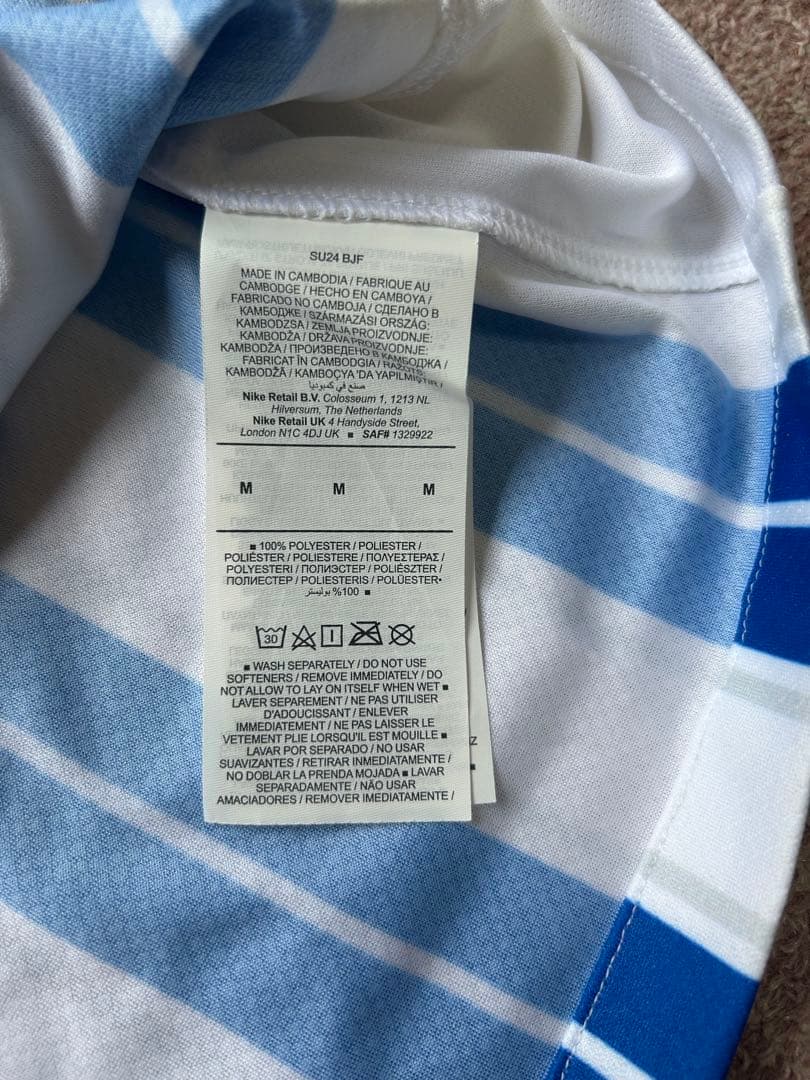 SU24 BJF
MADE IN CAMBODIA / FABRIQUE AU
CAMBODGE / HECHO EN CAMBOYA /
FABRICADO NO CAMBOJA / СДЕЛАНО В
КАМБОДЖЕ / SZÁRMAZÁSI ORSZÁG:
KAMBODZSA / ZEMLJA PROIZVODNJE:
KAMBODŽA / DRŽAVA PROIZVODNJE:
KAMBODŽA / ПРОИЗВЕДЕНО В КАМБОДЖА /
FABRICAT ÎN CAMBODGIA / RAŽOTS:
KAMBODŽĀ / KAMBOÇYA 'DA YAPILMIŞTIR /
صنع في كمبوديا
Nike Retail B.V. Colosseum 1, 1213 NL
Hilversum, The Netherlands
Nike Retail UK 4 Handyside Street,
London N1C 4DJ UK ■ SAF# 1329922
M M M
■ 100% POLYESTER / POLIESTER /
POLIÉSTER / POLIESTERE / ΠΟΛΥΕΣΤΕΡΑΣ /
POLYESTERI / ПОЛИЭСТЕР / POLIÉSZTER /
ПОЛИЕСТЕР / POLIESTERIS / POLÜESTER•
■ 100% بوليستر
30
■ WASH SEPARATELY / DO NOT USE
SOFTENERS / REMOVE IMMEDIATELY / DO
NOT ALLOW TO LAY ON ITSELF WHEN WET ■
LAVER SEPAREMENT / NE PAS UTILISER
D'ADOUCISSANT / ENLEVER
IMMEDIATEMENT / NE PAS LAISSER LE
VETEMENT PLIE LORSQU'IL EST MOUILLE ■
LAVAR POR SEPARADO / NO USAR
SUAVIZANTES / RETIRAR INMEDIATAMENTE /
NO DOBLAR LA PRENDA MOJADA ■ LAVAR
SEPARADAMENTE / NÃO USAR
AMACIADORES / REMOVER IMEDIATAMENTE /
Z